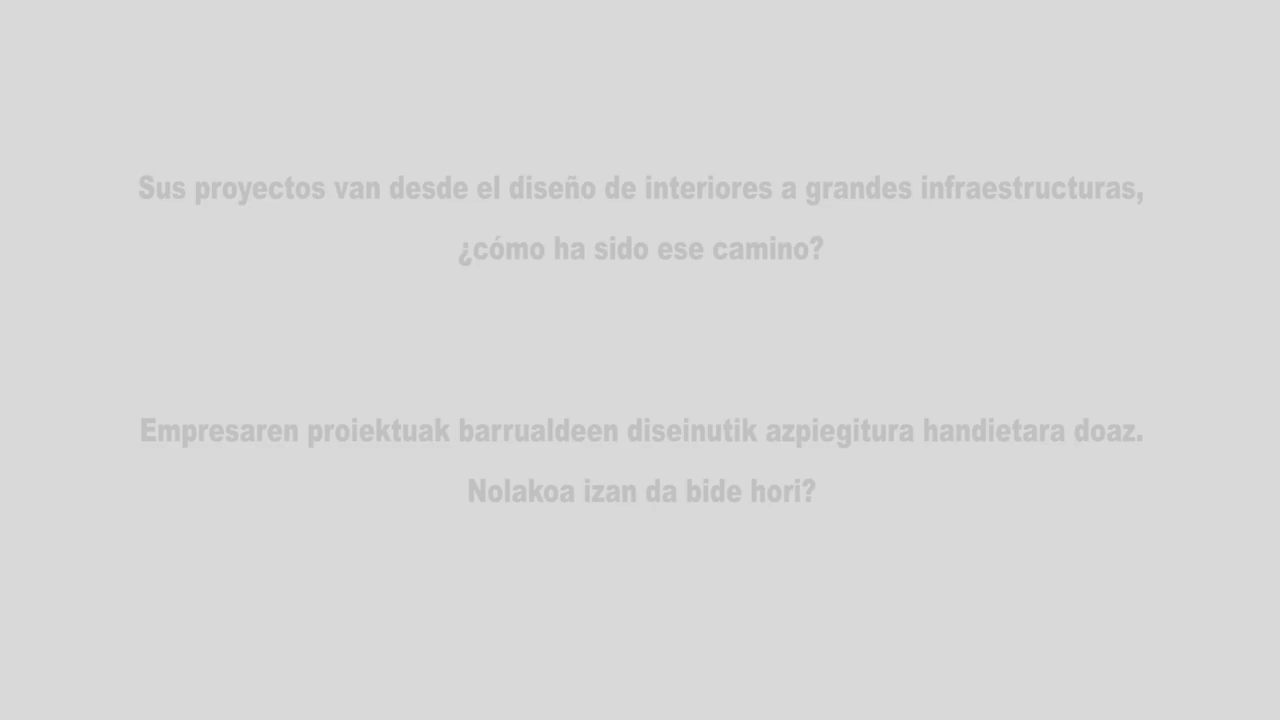 Sus proyectos van desde el diseño de interiores a grandes infraestructuras,
¿cómo ha sido ese camino?
Empresaren proiektuak barrualdeen diseinutik azpiegitura handietara doaz.
Nolakoa izan da bide hori?